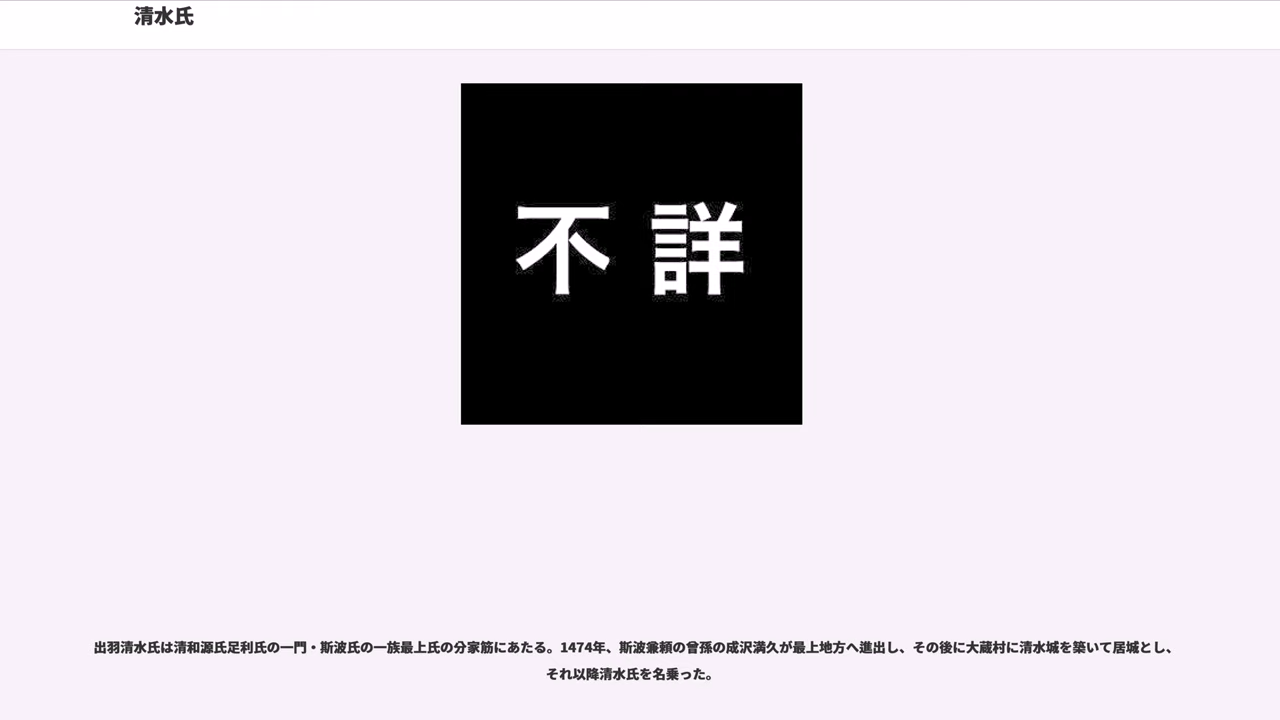 清水氏
不詳
出羽清水氏は清和源氏足利氏の一門・斯波氏の一族最上氏の分家筋にあたる。1474年、斯波兼頼の曾孫の成沢満久が最上地方へ進出し、その後に大蔵村に清水城を築いて居城とし、
それ以降清水氏を名乗った。